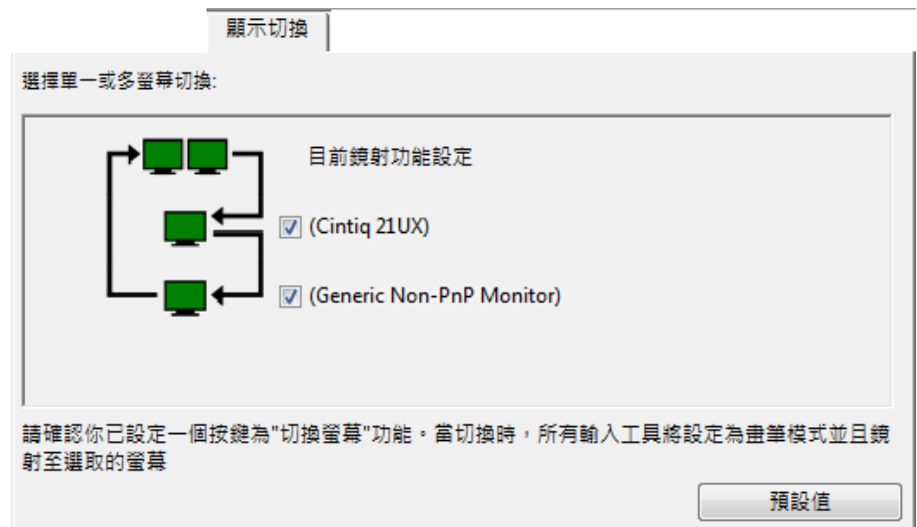 顯示切換
選擇單一或多螢幕切換:
目前鏡射功能設定
(Cintiq 21UX)
(Generic Non-PnP Monitor)
請確認你已設定一個按鍵為"切換螢幕"功能。當切換時，所有輸入工具將設定為畫筆模式並且鏡
射至選取的螢幕
預設值